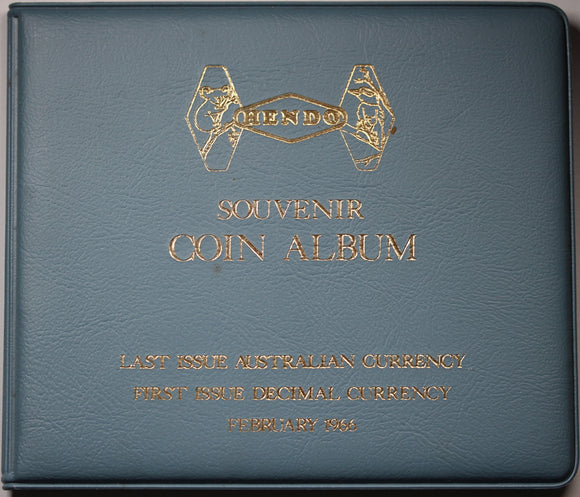 HENDO
SOUVENIR
COIN ALBUM
LAST ISSUE AUSTRALIAN CURRENCY
FIRST ISSUE DECIMAL CURRENCY
FEBRUARY 1966